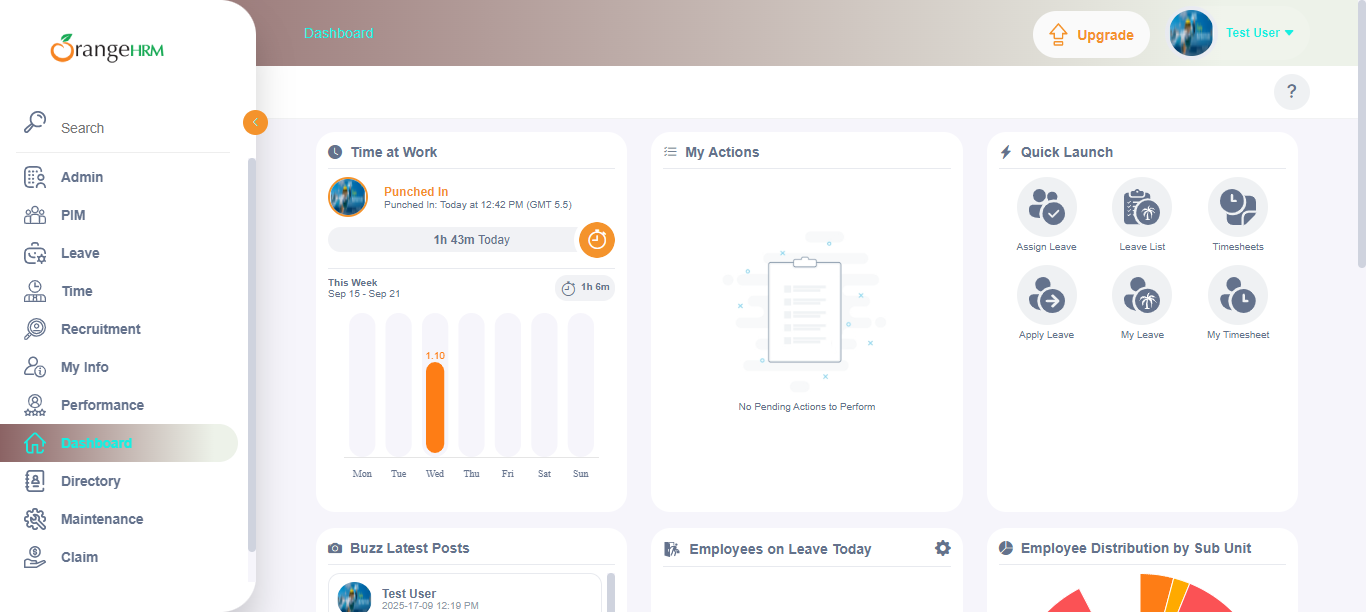 OrangeHRM
Search
Admin
PIM
Leave
Time
Recruitment
My Info
Performance
Dashboard
Directory
Maintenance
Claim
Dashboard
Upgrade
Test User
?
Time at Work
Punched In
Punched In: Today at 12:42 PM (GMT 5.5)
1h 43m Today
This Week
Sep 15 - Sep 21
1h 6m
1.10
Mon Tue Wed Thu Fri Sat Sun
My Actions
No Pending Actions to Perform
Quick Launch
Assign Leave
Leave List
Timesheets
Apply Leave
My Leave
My Timesheet
Buzz Latest Posts
Test User
2025-17-09 12:19 PM
Employees on Leave Today
Employee Distribution by Sub Unit